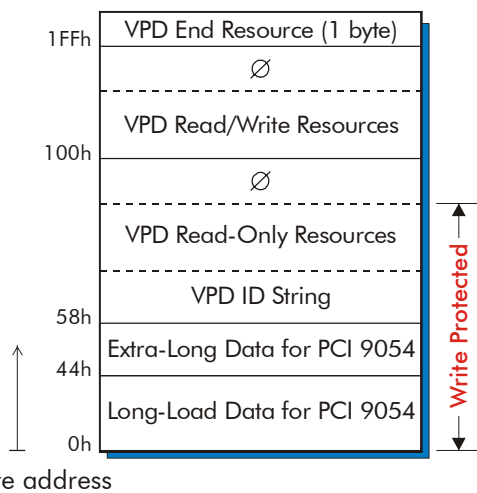 VPD End Resource (1 byte)
1FFh
∅
VPD Read/Write Resources
100h
∅
VPD Read-Only Resources
VPD ID String
58h
Extra-Long Data for PCI 9054
44h
Long-Load Data for PCI 9054
0h
Write Protected
address